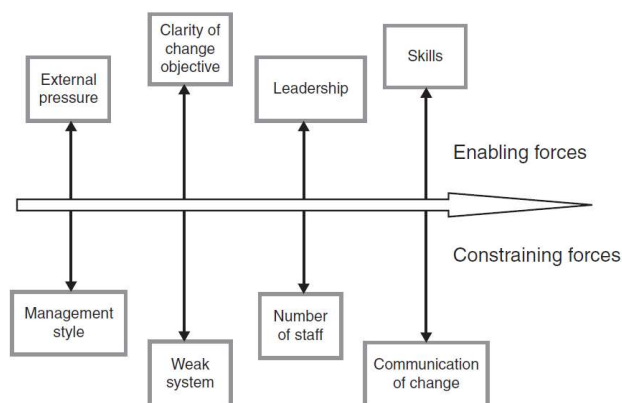 Clarity of
change
objective
Skills
External
pressure
Leadership
Enabling forces
Constraining forces
Management
style
Number
of staff
Weak
system
Communication
of change